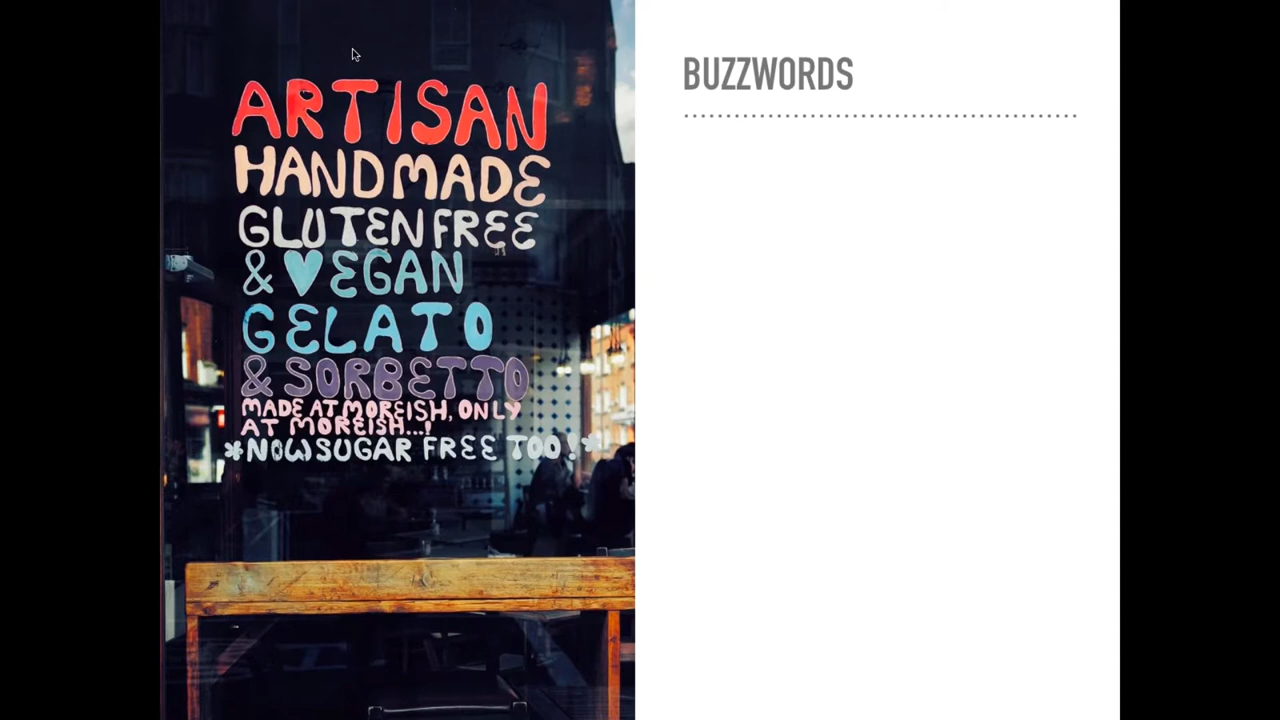 ARTISAN
HANDMADE
GLUTEN FREE
& VEGAN
GELATO
& SORBETTO
MADE AT MOREISH, ONLY
AT MOREISH...!
*NOW SUGAR FREE TOO!*
BUZZWORDS